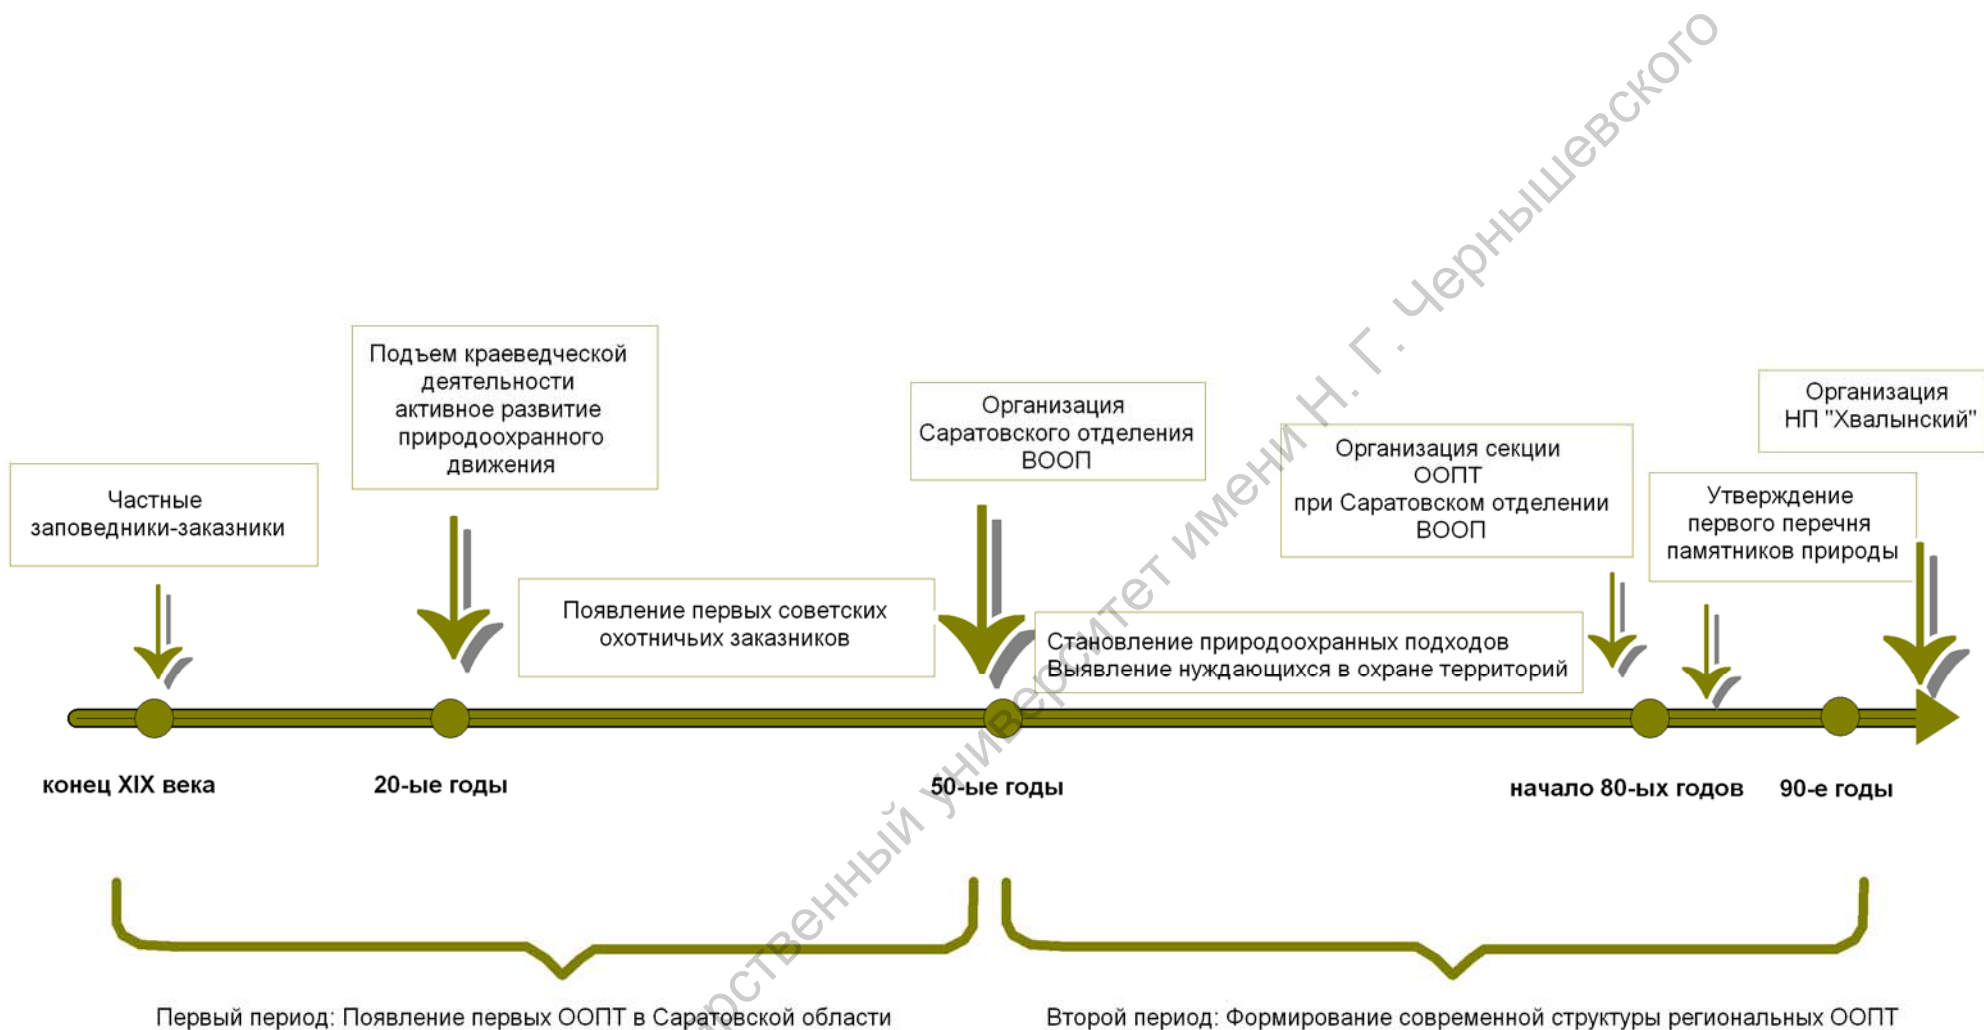 Подъем краеведческой
деятельности
активное развитие
природоохранного
движения
Организация
Саратовского отделения
ВООП
Организация
НП "Хвалынский"
Организация секции
ООПТ
при Саратовском отделении
ВООП
Частные
заповедники-заказники
Утверждение
первого перечня
памятников природы
Появление первых советских
охотничьих заказников
Становление природоохранных подходов
Выявление нуждающихся в охране территорий
конец XIX века
20-ые годы
50-ые годы
начало 80-ых годов
90-е годы
Первый период: Появление первых ООПТ в Саратовской области
Второй период: Формирование современной структуры региональных ООПТ
рственный университет имени Н. Г. Чернышевского